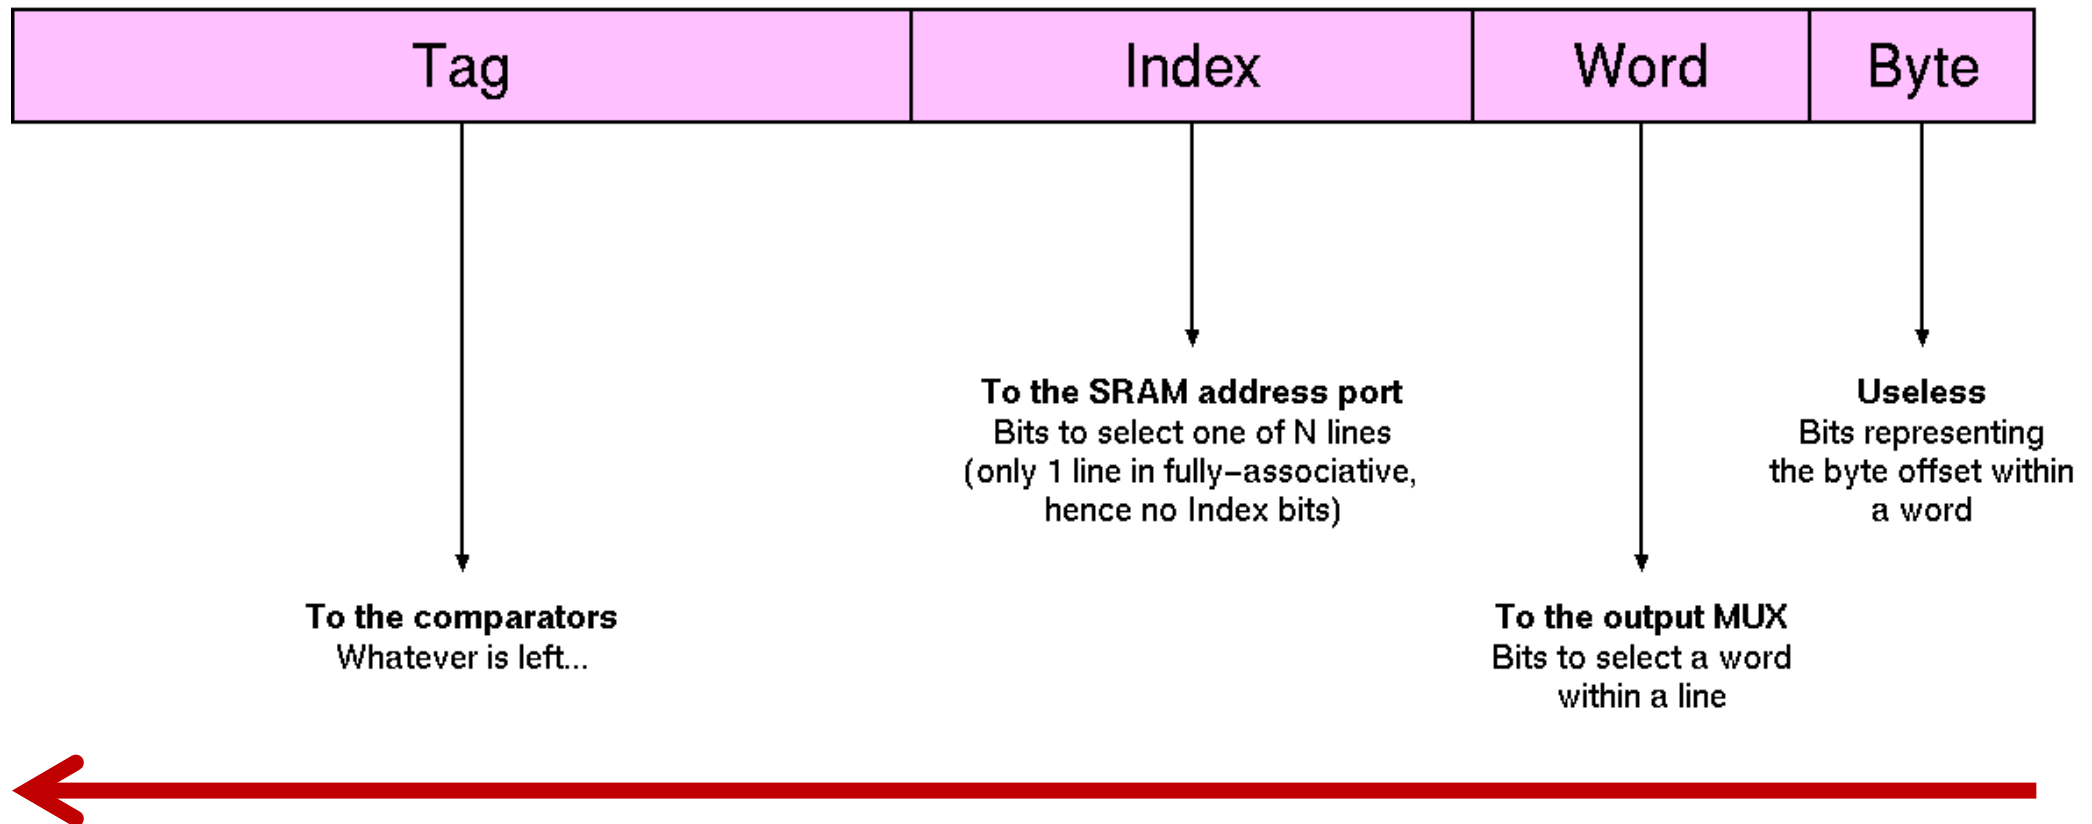 Tag Index Word Byte
To the SRAM address port
Bits to select one of N lines
(only 1 line in fully-associative,
hence no Index bits)
Useless
Bits representing
the byte offset within
a word
To the comparators
Whatever is left...
To the output MUX
Bits to select a word
within a line